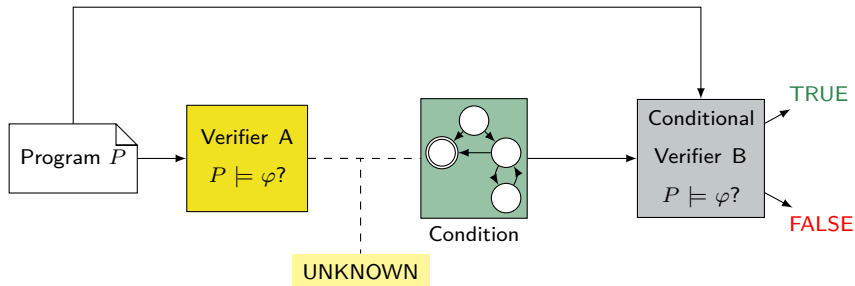 Program P
Verifier A
P ⊨ φ?
UNKNOWN
Condition
Conditional
Verifier B
P ⊨ φ?
TRUE
FALSE